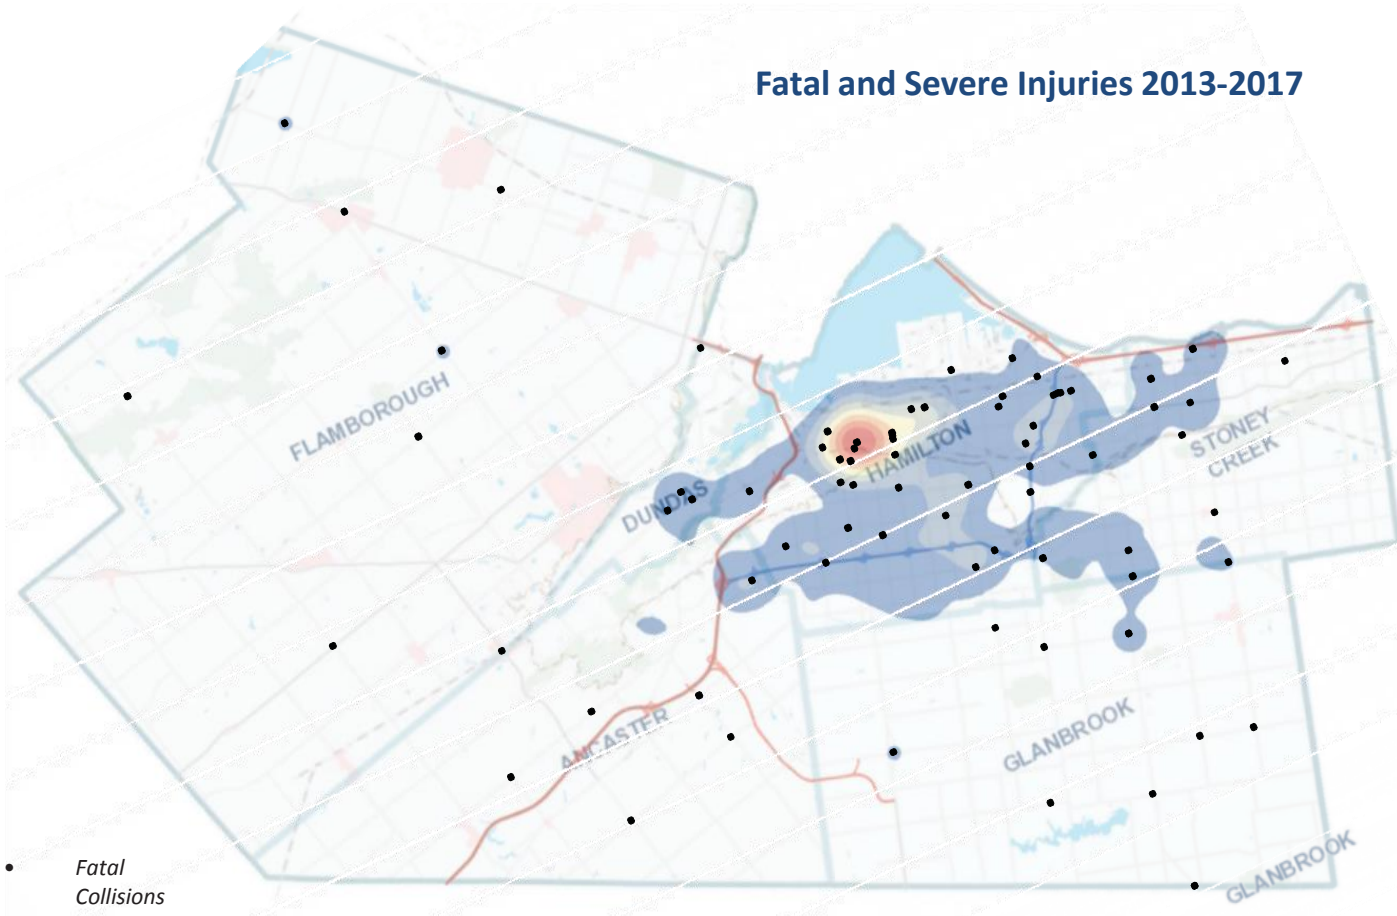 Fatal and Severe Injuries 2013-2017
FLAMBOROUGH
DUNDAS
HAMILTON
STONEY
CREEK
ANCASTER
GLANBROOK
GLANBROOK
Fatal
Collisions